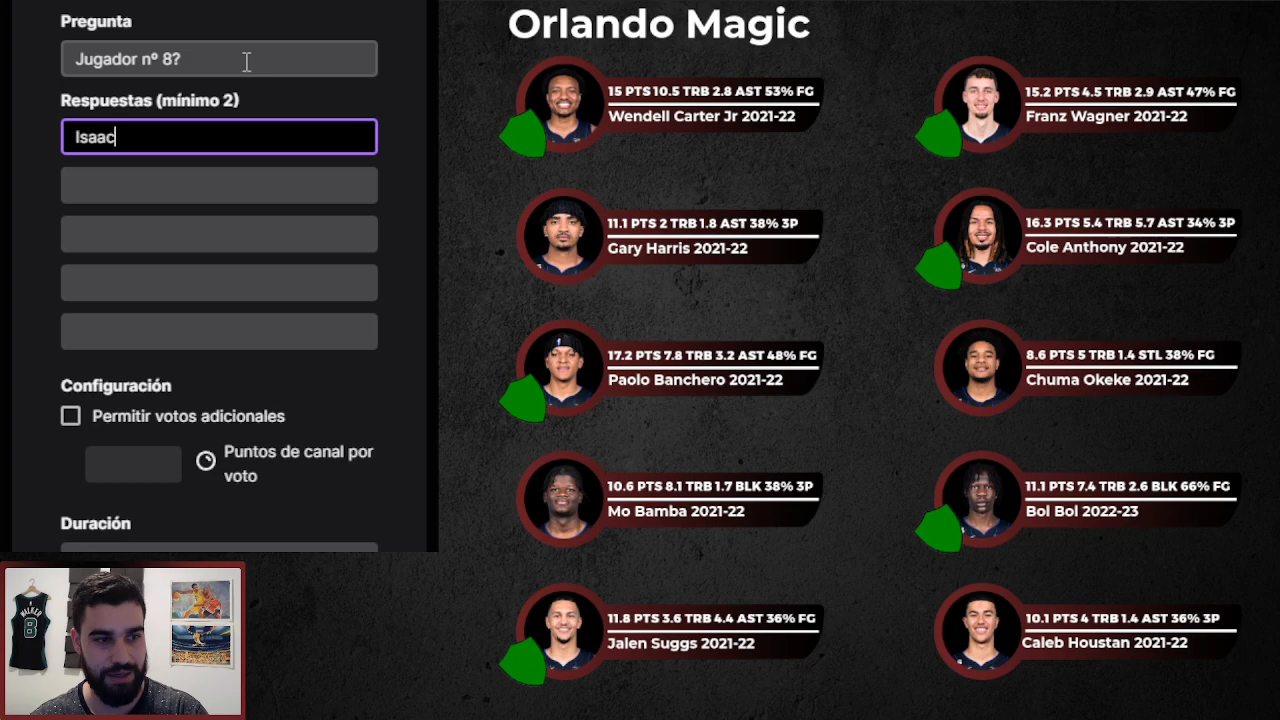 Pregunta
Jugador nº 8?
Respuestas (mínimo 2)
Isaac
Configuración
Permitir votos adicionales
Puntos de canal por
voto
Duración
Orlando Magic
15 PTS 10.5 TRB 2.8 AST 53% FG
Wendell Carter Jr 2021-22
15.2 PTS 4.5 TRB 2.9 AST 47% FG
Franz Wagner 2021-22
11.1 PTS 2 TRB 1.8 AST 38% 3P
Gary Harris 2021-22
16.3 PTS 5.4 TRB 5.7 AST 34% 3P
Cole Anthony 2021-22
17.2 PTS 7.8 TRB 3.2 AST 48% FG
Paolo Banchero 2021-22
8.6 PTS 5 TRB 1.4 STL 38% FG
Chuma Okeke 2021-22
10.6 PTS 8.1 TRB 1.7 BLK 38% 3P
Mo Bamba 2021-22
11.1 PTS 7.4 TRB 2.6 BLK 66% FG
Bol Bol 2022-23
11.8 PTS 3.6 TRB 4.4 AST 36% FG
Jalen Suggs 2021-22
10.1 PTS 4 TRB 1.4 AST 36% 3P
Caleb Houstan 2021-22
WALKER
8